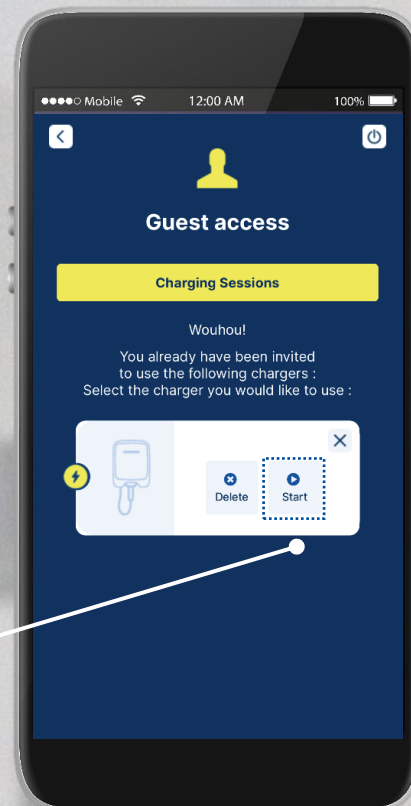 Mobile 12:00 AM 100%
Guest access
Charging Sessions
Wouhou!
You already have been invited
to use the following chargers :
Select the charger you would like to use :
Delete Start